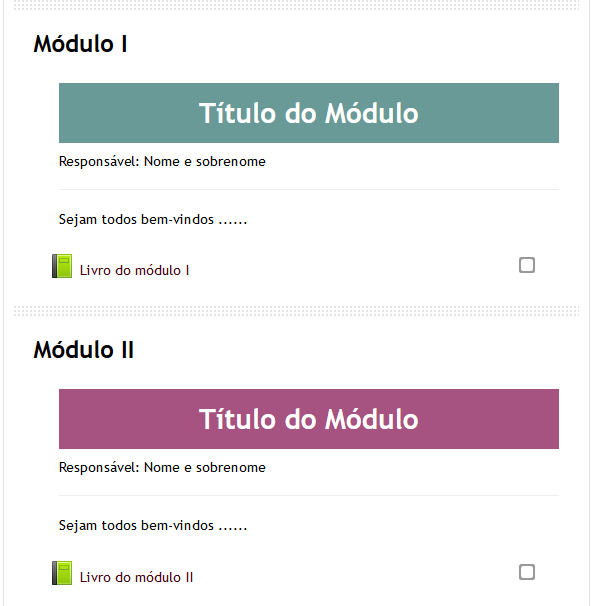 Módulo I
Título do Módulo
Responsável: Nome e sobrenome
Sejam todos bem-vindos ......
Livro do módulo I
Módulo II
Título do Módulo
Responsável: Nome e sobrenome
Sejam todos bem-vindos ......
Livro do módulo II